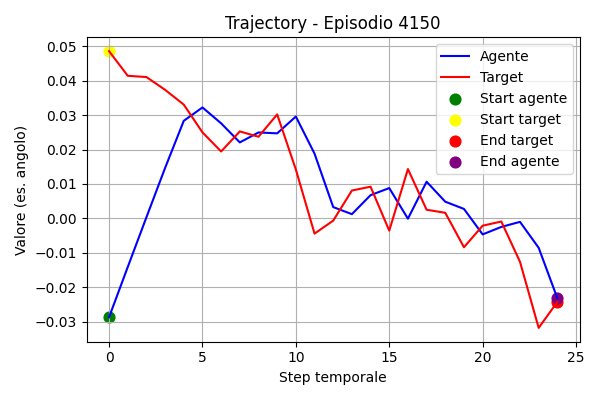 Trajectory - Episodio 4150
Valore (es. angolo)
0.05
0.04
0.03
0.02
0.01
0.00
−0.01
−0.02
−0.03
Agente
Target
Start agente
Start target
End target
End agente
0 5 10 15 20 25
Step temporale